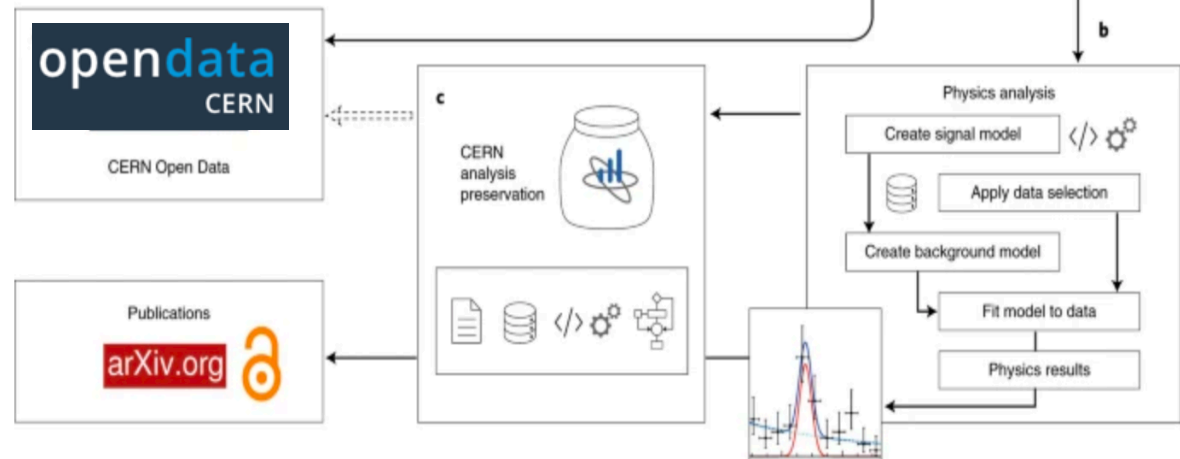 opendata
CERN
CERN Open Data
Publications
arXiv.org
c
CERN
analysis
preservation
</>
b
Physics analysis
Create signal model
</>
Apply data selection
Create background model
Fit model to data
Physics results